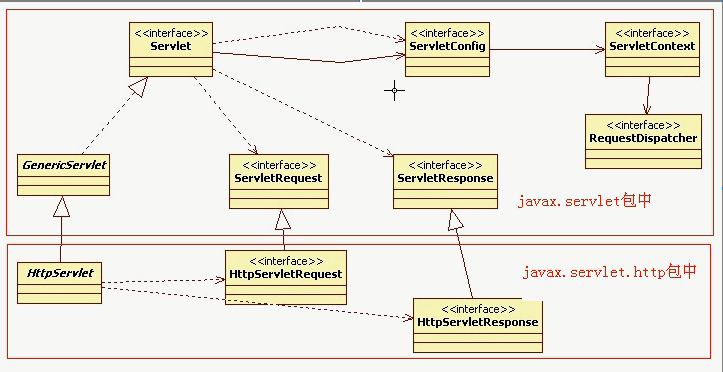 <<interface>>
Servlet
<<interface>>
ServletConfig
<<interface>>
ServletContext
<<interface>>
RequestDispatcher
GenericServlet
<<interface>>
ServletRequest
<<interface>>
ServletResponse
javax.servlet包中
HttpServlet
<<interface>>
HttpServletRequest
javax.servlet.http包中
<<interface>>
HttpServletResponse